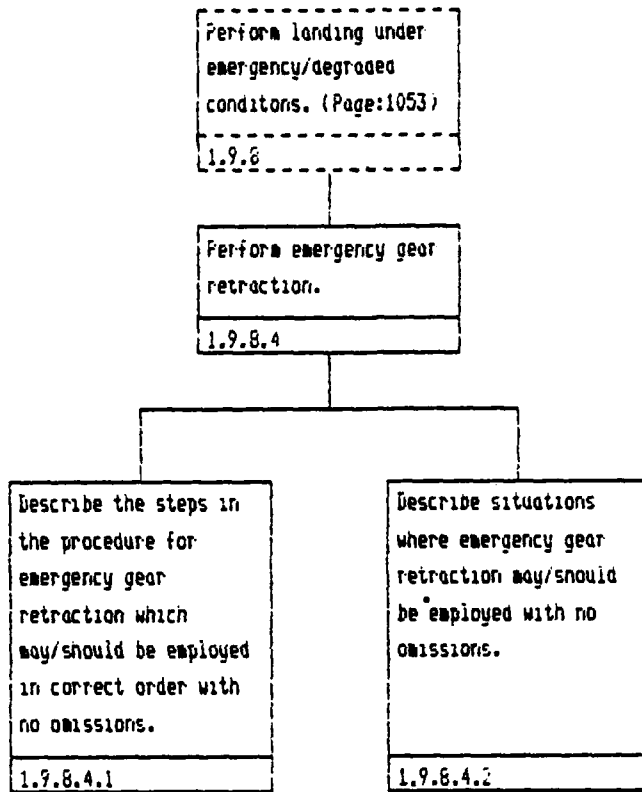 Perform landing under
emergency/degraded
conditons. (Page:1053)
1.9.8
Perform emergency gear
retraction.
1.9.8.4
Describe the steps in
the procedure for
emergency gear
retraction which
may/should be employed
in correct order with
no omissions.
1.9.8.4.1
Describe situations
where emergency gear
retraction may/should
be employed with no
omissions.
1.9.8.4.2